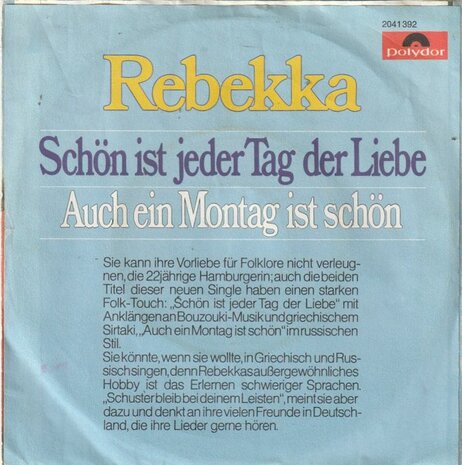 2041 392
polydor
Rebekka
Schön ist jeder Tag der Liebe
Auch ein Montag ist schön
Sie kann ihre Vorliebe für Folklore nicht verleug-
nen, die 22jährige Hamburgerin; auch die beiden
Titel dieser neuen Single haben einen starken
Folk-Touch: „Schön ist jeder Tag der Liebe" mit
Anklängen an Bouzouki-Musik und griechischem
Sirtaki, „Auch ein Montag ist schön" im russischen
Stil.
Sie könnte, wenn sie wollte, in Griechisch und Rus-
sisch singen, denn Rebekkas außergewöhnliches
Hobby ist das Erlernen schwieriger Sprachen.
„Schuster bleib bei deinem Leisten", meint sie aber
dazu und denkt an ihre vielen Freunde in Deutsch-
land, die ihre Lieder gerne hören.